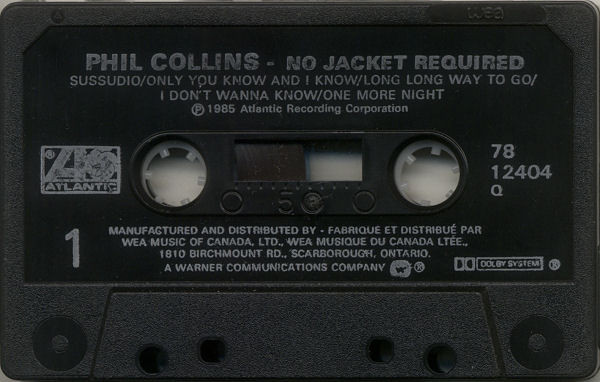 wea
PHIL COLLINS - NO JACKET REQUIRED
SUSSUDIO/ONLY YOU KNOW AND I KNOW/LONG LONG WAY TO GO/
I DON'T WANNA KNOW/ONE MORE NIGHT
℗1985 Atlantic Recording Corporation
® ATLANTIC
78
12404
Q
5
1
MANUFACTURED AND DISTRIBUTED BY - FABRIQUE ET DISTRIBUÉ PAR
WEA MUSIC OF CANADA, LTD., WEA MUSIQUE DU CANADA LTÉE.,
1810 BIRCHMOUNT RD., SCARBOROUGH, ONTARIO.
A WARNER COMMUNICATIONS COMPANY ®
DOLBY SYSTEM ®